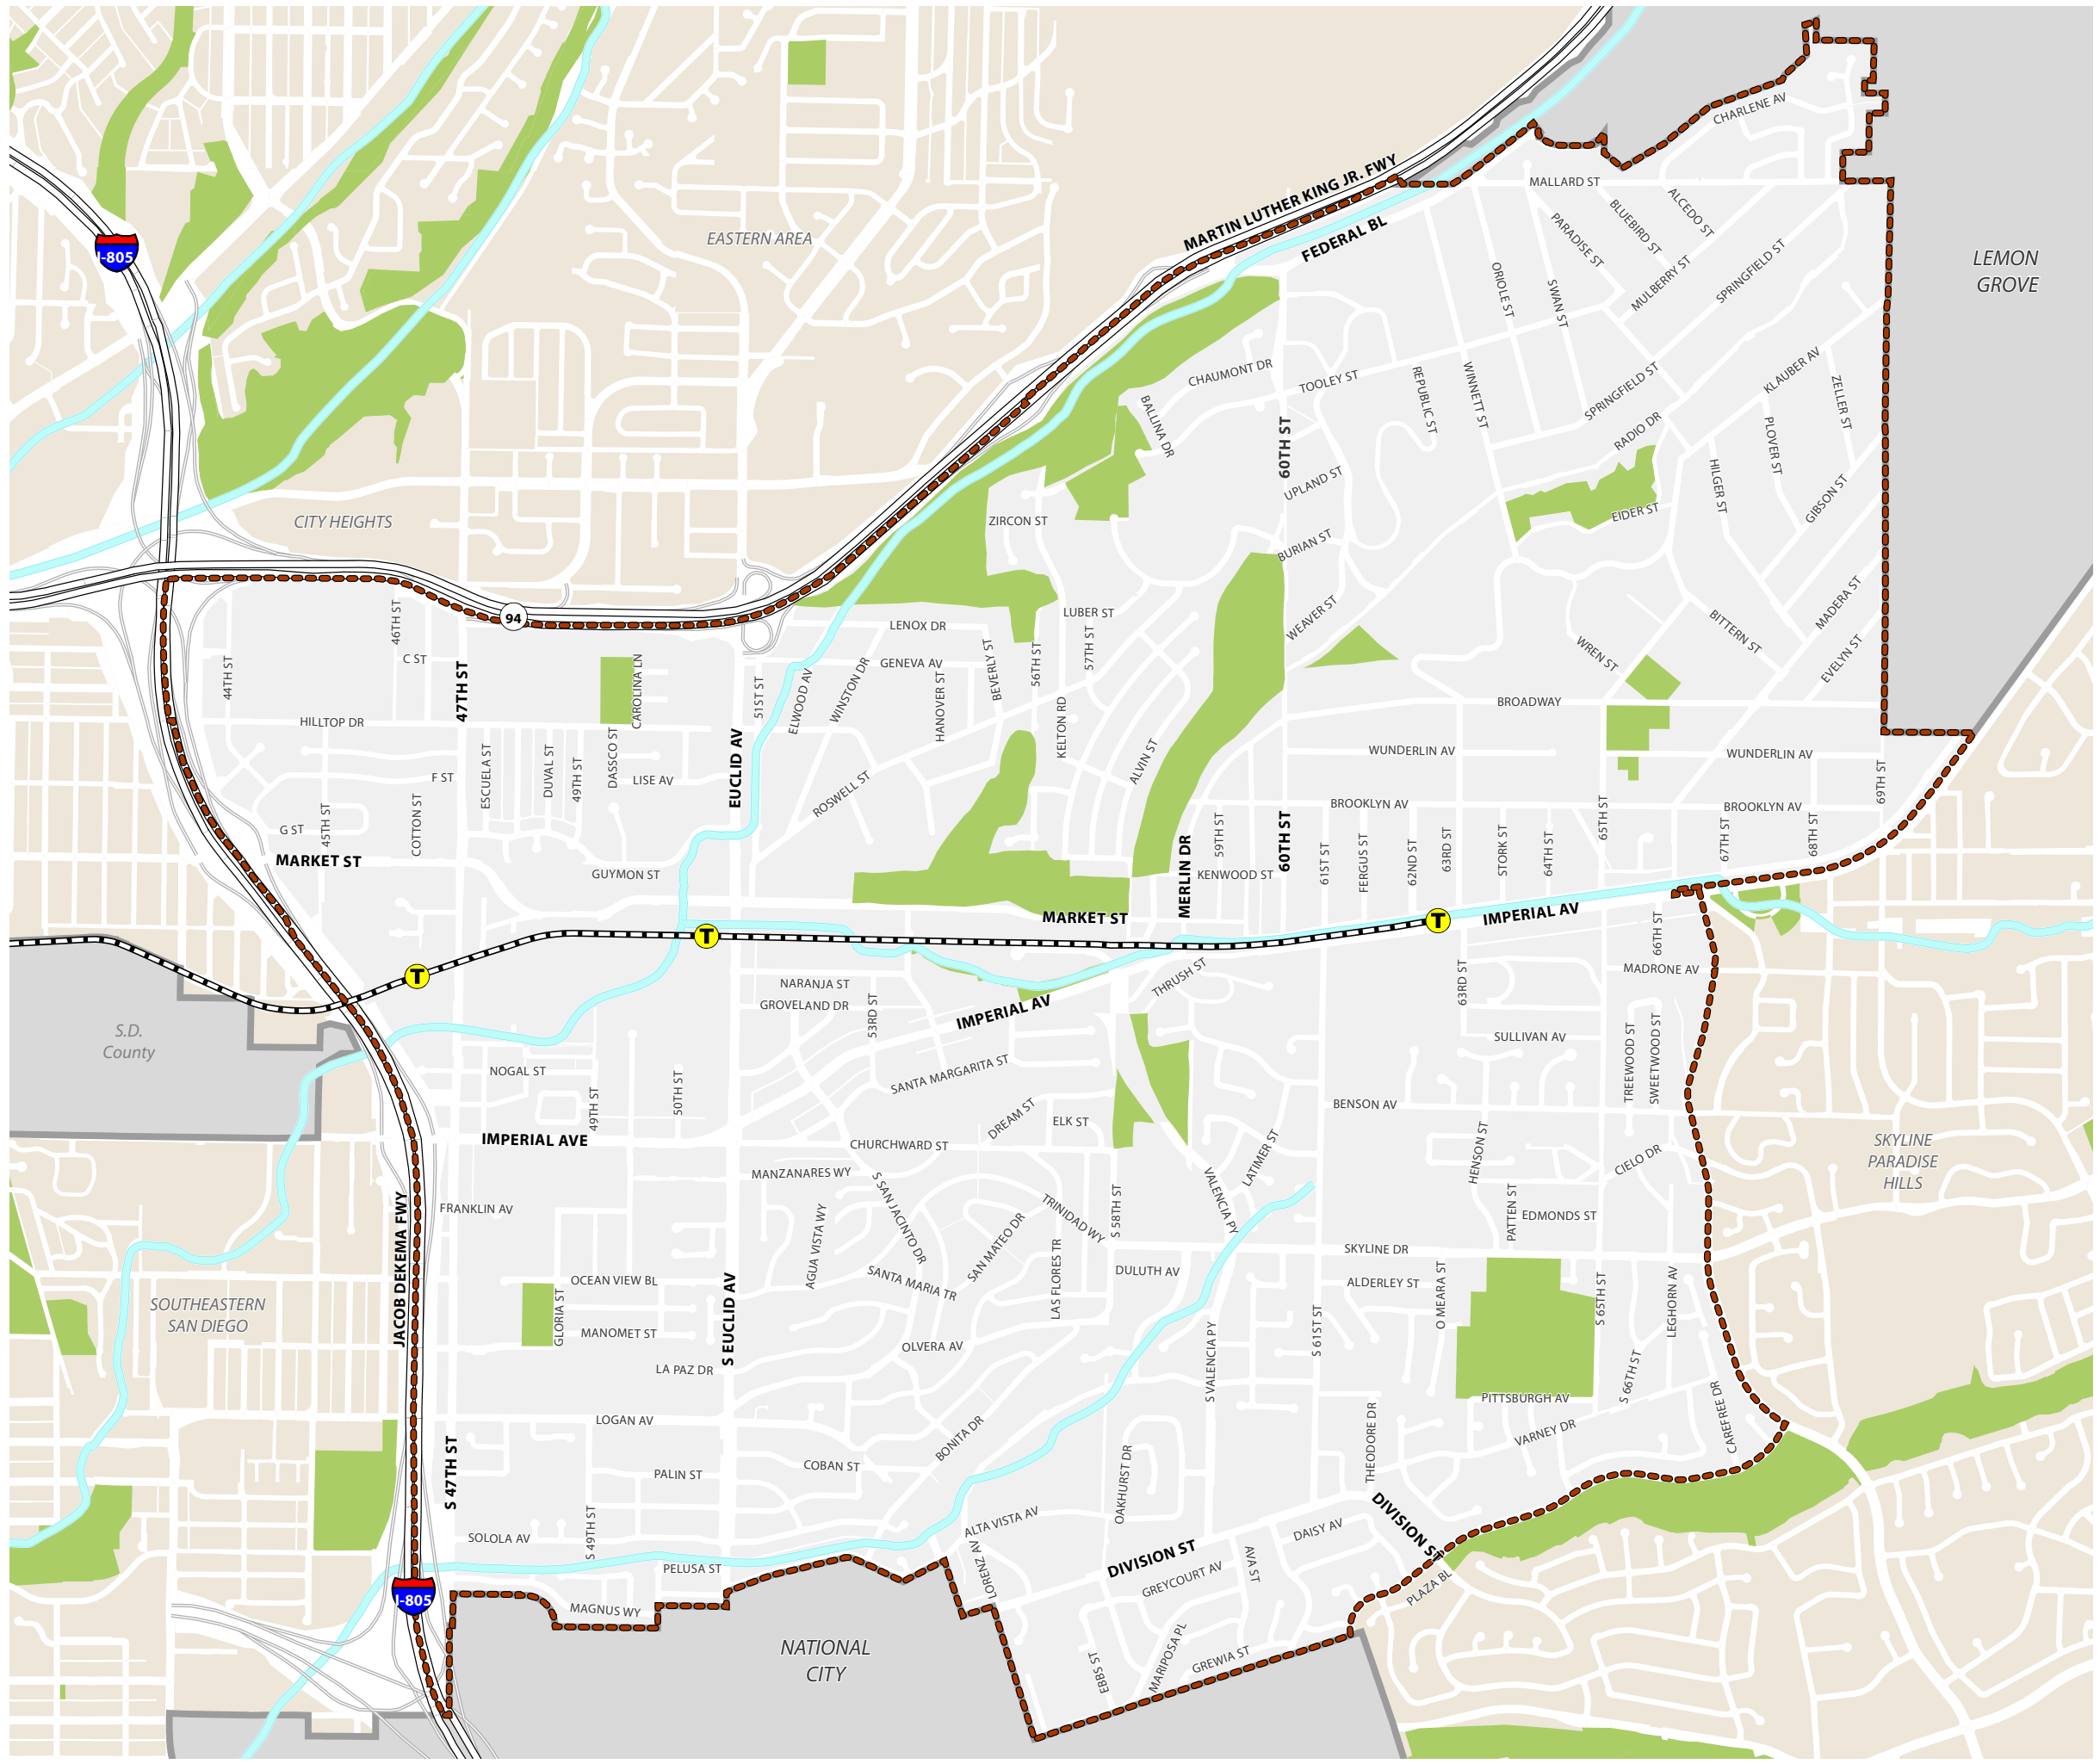 CHARLENE AV
MARTIN LUTHER KING JR. FWY
FEDERAL BL
MALLARD ST
ALCEDO ST
BLUEBIRD ST
PARADISE ST
I-805
EASTERN AREA
LEMON
GROVE
ORIOLE ST
SWAN ST
MULBERRY ST
SPRINGFIELD ST
CHAUMONT DR
TOOLEY ST
REPUBLIC ST
WINNETT ST
SPRINGFIELD ST
KLAUBER AV
ZELLER ST
BALLINA DR
60TH ST
RADIO DR
PLOVER ST
HILGER ST
GIBSON ST
UPLAND ST
CITY HEIGHTS
ZIRCON ST
EIDER ST
BURIAN ST
94
46TH ST
LENOX DR
LUBER ST
WEAVER ST
MADERA ST
BITTERN ST
WREN ST
EVELYN ST
C ST
44TH ST
47TH ST
CAROLINA LN
GENEVA AV
BEVERLY ST
56TH ST
57TH ST
51ST ST
ELWOOD AV
WINSTON DR
HANOVER ST
KELTON RD
HILLTOP DR
BROADWAY
ALVIN ST
WUNDERLIN AV
WUNDERLIN AV
EUCLID AV
ESCUELA ST
DUVAL ST
49TH ST
DASSCO ST
LISE AV
F ST
ROSWELL ST
69TH ST
BROOKLYN AV
BROOKLYN AV
G ST
45TH ST
COTTON ST
MARKET ST
GUYMON ST
MERLIN DR
59TH ST
60TH ST
KENWOOD ST
61ST ST
FERGUS ST
62ND ST
63RD ST
STORK ST
64TH ST
65TH ST
67TH ST
68TH ST
MARKET ST
IMPERIAL AV
T
T
T
66TH ST
MADRONE AV
63RD ST
NARANJA ST
GROVELAND DR
53RD ST
THRUSH ST
IMPERIAL AV
S.D.
County
SULLIVAN AV
TREEWOOD ST
SWEETWOOD ST
NOGAL ST
49TH ST
50TH ST
SANTA MARGARITA ST
BENSON AV
DREAM ST
ELK ST
IMPERIAL AVE
CHURCHWARD ST
SKYLINE
PARADISE
HILLS
MANZANARES WY
HENSON ST
CIELO DR
LATIMER ST
VALENCIA PY
S SAN JACINTO DR
FRANKLIN AV
JACOB DEKEMA FWY
AGUA VISTA WY
TRINIDAD WY
S 58TH ST
SAN MATEO DR
PATTEN ST
EDMONDS ST
SKYLINE DR
DULUTH AV
LAS FLORES TR
SANTA MARIA TR
ALDERLEY ST
OCEAN VIEW BL
GLORIA ST
MANOMET ST
SOUTHEASTERN
SAN DIEGO
S EUCLID AV
O MEARA ST
S 65TH ST
LEGHORN AV
S 61ST ST
S VALENCIA PY
OLVERA AV
LA PAZ DR
S 66TH ST
PITTSBURGH AV
CAREFREE DR
VARNEY DR
THEODORE DR
LOGAN AV
BONITA DR
COBAN ST
PALIN ST
S 47TH ST
OAKHURST DR
DIVISION ST
ALTA VISTA AV
DAISY AV
SOLOLA AV
S 49TH ST
PELUSA ST
LORENZ AV
DIVISION ST
GREYCOURT AV
AVA ST
PLAZA BL
I-805
MAGNUS WY
NATIONAL
CITY
EBBS ST
MARIPOSA PL
GREWIA ST